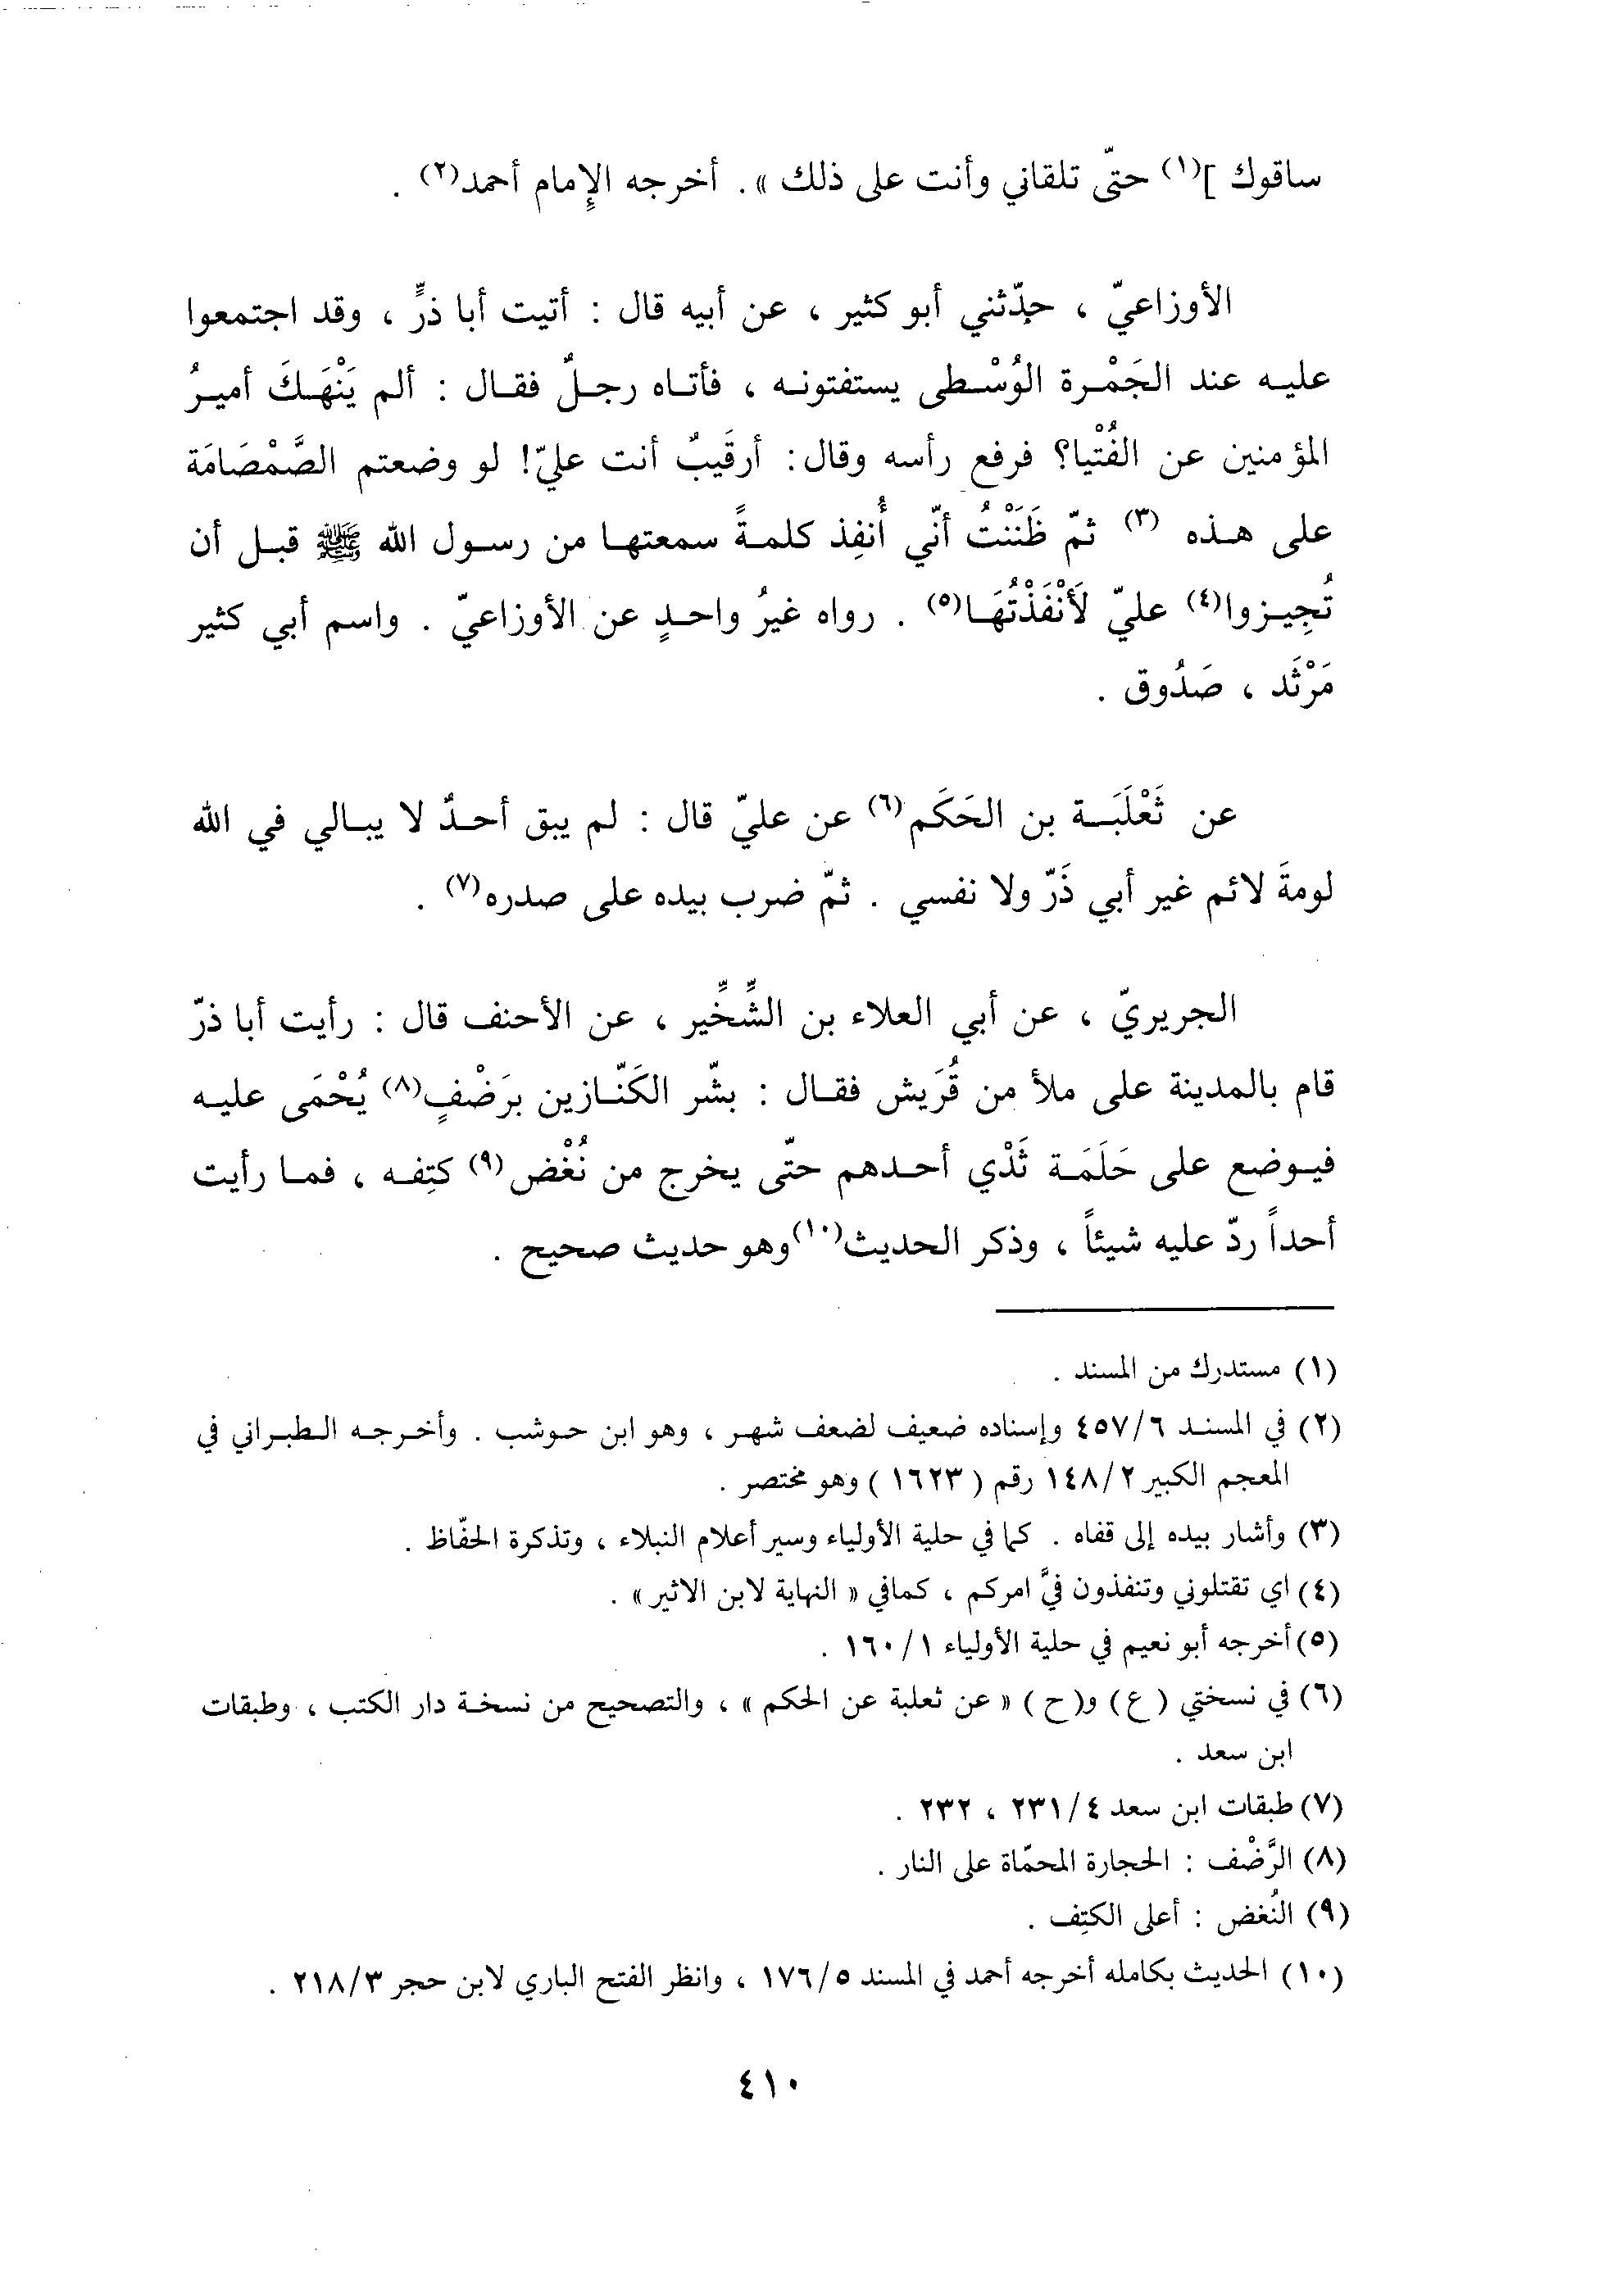 ساقوك ](١) حتّى تلقاني وأنت على ذلك » . أخرجه الإِمام أحمد(٢) .
الأوزاعيّ ، حدّثني أبو كثير ، عن أبيه قال : أتيت أبا ذرٍّ ، وقد اجتمعوا
عليه عند الجَمْرة الوُسْطى يستفتونه ، فأتاه رجلٌ فقال : ألم يَنْهَكَ أميرُ
المؤمنين عن الفُتْيا؟ فرفع رأسه وقال : أرقَيبٌ أنت عليّ! لو وضعتم الصَّمْصَامَة
على هذه (٣) ثمّ ظَنَنْتُ أنّي أُنفِذ كلمةً سمعتها من رسول الله ﷺ قبل أن
تُجِيزوا(٤) عليّ لَأَنْفَذْتُهَا(٥) . رواه غيرُ واحدٍ عن الأوزاعيّ . واسم أبي كثير
مَرْثَد ، صَدُوق .
عن ثَعْلَبَة بن الحَكَم(٦) عن عليّ قال : لم يبق أحدٌ لا يبالي في الله
لومةَ لائم غير أبي ذَرّ ولا نفسي . ثمّ ضرب بيده على صدره(٧) .
الجريريّ ، عن أبي العلاء بن الشِّخِّير ، عن الأحنف قال : رأيت أبا ذرّ
قام بالمدينة على ملأ من قُرَيش فقال : بشّر الكَنّازين برَضْفٍ(٨) يُحْمَى عليه
فيوضع على حَلَمَة ثَدْي أحدهم حتّى يخرج من نُغْض(٩) كتِفه ، فما رأيت
أحداً ردّ عليه شيئاً ، وذكر الحديث(١٠) وهو حديث صحيح .
(١) مستدرك من المسند .
(٢) في المسند ٤٥٧/٦ وإسناده ضعيف لضعف شهر ، وهو ابن حوشب . وأخرجه الطبراني في
المعجم الكبير ١٤٨/٢ رقم ( ١٦٢٣ ) وهو مختصر .
(٣) وأشار بيده إلى قفاه . كما في حلية الأولياء وسير أعلام النبلاء ، وتذكرة الحفّاظ .
(٤) اي تقتلوني وتنفذون فيَّ امركم ، كمافي « النهاية لابن الاثير » .
(٥) أخرجه أبو نعيم في حلية الأولياء ١٦٠/١ .
(٦) في نسختي ( ع ) و( ح ) « عن ثعلبة عن الحكم » ، والتصحيح من نسخة دار الكتب ، وطبقات
ابن سعد .
(٧) طبقات ابن سعد ٢٣١/٤ ، ٢٣٢ .
(٨) الرَّضْف : الحجارة المحمّاة على النار .
(٩) النُغض : أعلى الكتِف .
(١٠) الحديث بكامله أخرجه أحمد في المسند ١٧٦/٥ ، وانظر الفتح الباري لابن حجر ٢١٨/٣ .
٤١٠